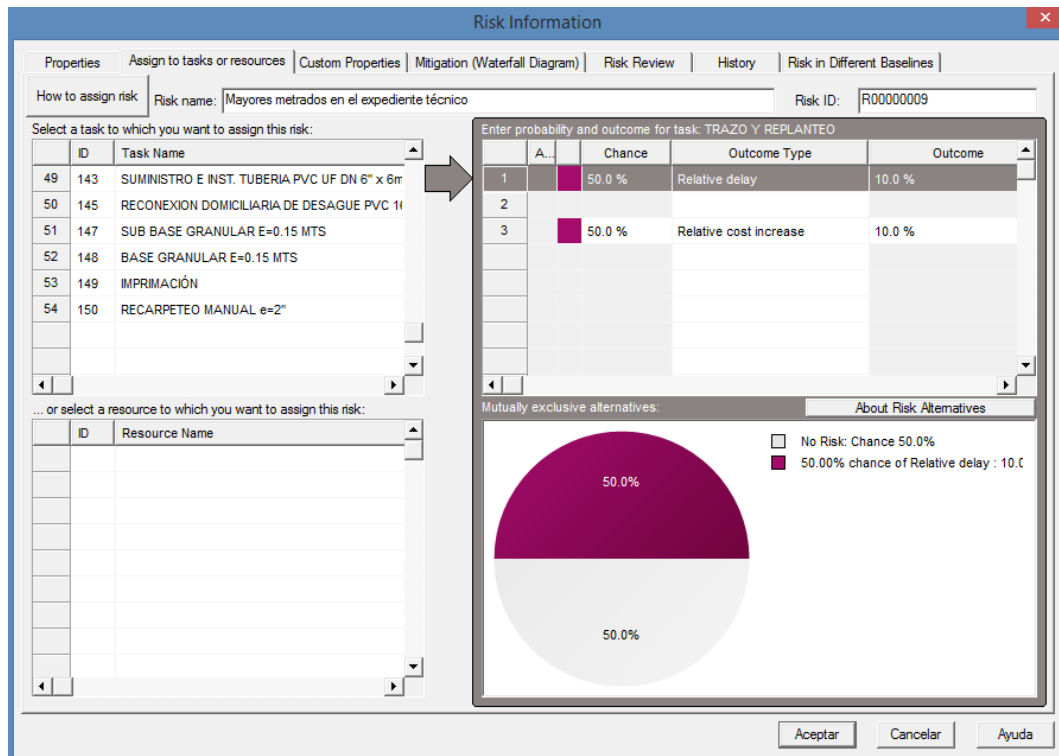 Risk Information
Properties
Assign to tasks or resources
Custom Properties
Mitigation (Waterfall Diagram)
Risk Review
History
Risk in Different Baselines
How to assign risk
Risk name: Mayores metrados en el expediente técnico
Risk ID: R00000009
Select a task to which you want to assign this risk:
ID Task Name
49 143 SUMINISTRO E INST. TUBERIA PVC UF DN 6" x 6m
50 145 RECONEXION DOMICILIARIA DE DESAGUE PVC 16
51 147 SUB BASE GRANULAR E=0.15 MTS
52 148 BASE GRANULAR E=0.15 MTS
53 149 IMPRIMACIÓN
54 150 RECARPETEO MANUAL e=2"
Enter probability and outcome for task: TRAZO Y REPLANTEO
A... Chance Outcome Type Outcome
1 50.0 % Relative delay 10.0 %
2
3 50.0 % Relative cost increase 10.0 %
... or select a resource to which you want to assign this risk:
ID Resource Name
Mutually exclusive alternatives:
About Risk Alternatives
No Risk: Chance 50.0%
50.00% chance of Relative delay : 10.0
50.0%
50.0%
Aceptar
Cancelar
Ayuda